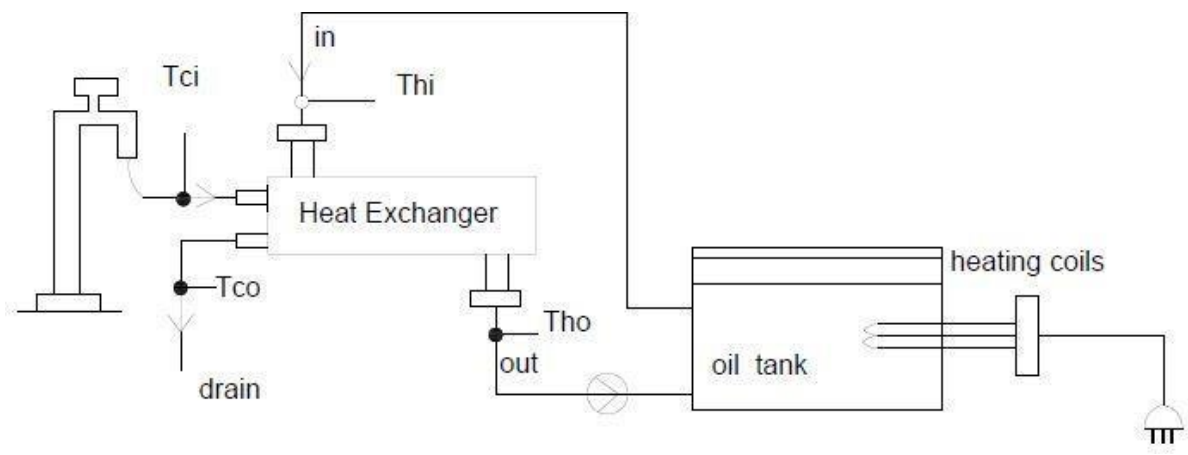 in
Tci
Thi
Heat Exchanger
Tco
heating coils
Tho
out
oil tank
drain